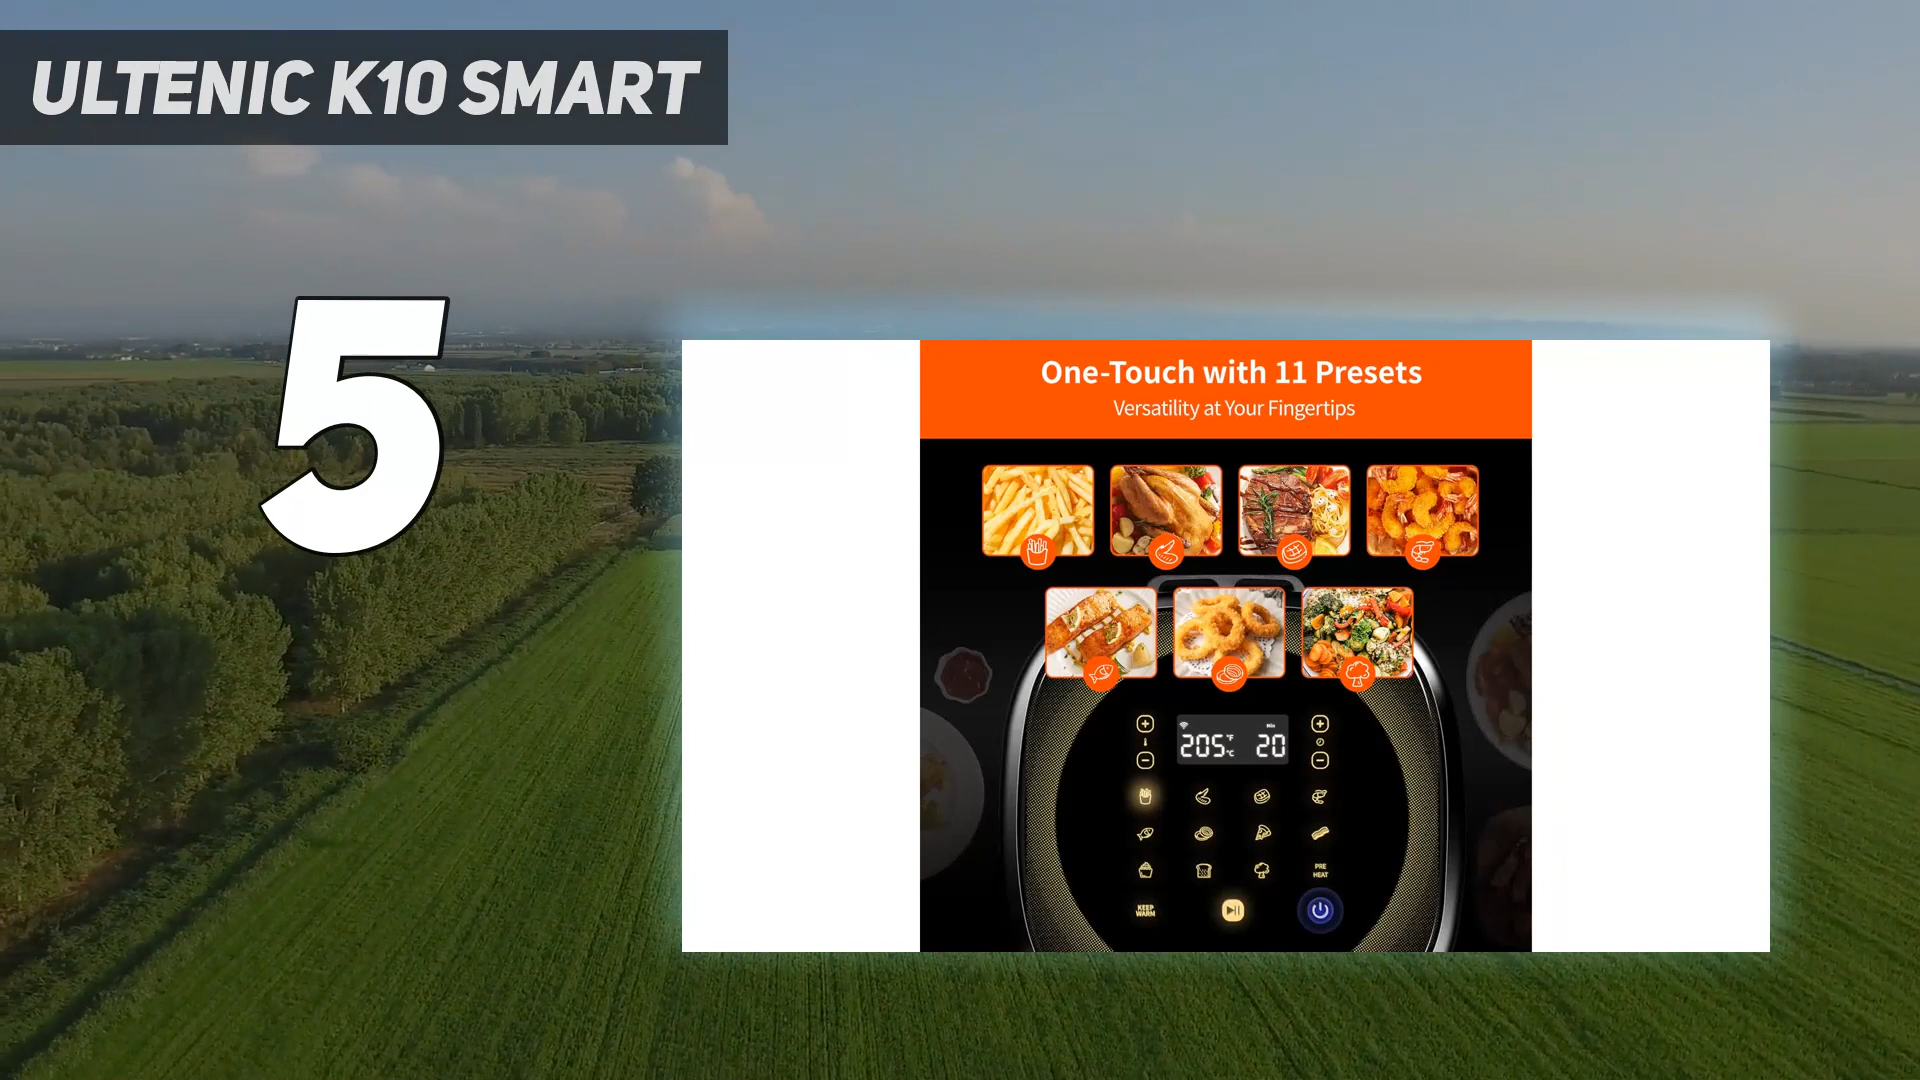 ULTENIC K10 SMART
5
One-Touch with 11 Presets
Versatility at Your Fingertips
Min
205 °F
°C
20
PRE
HEAT
KEEP
WARM